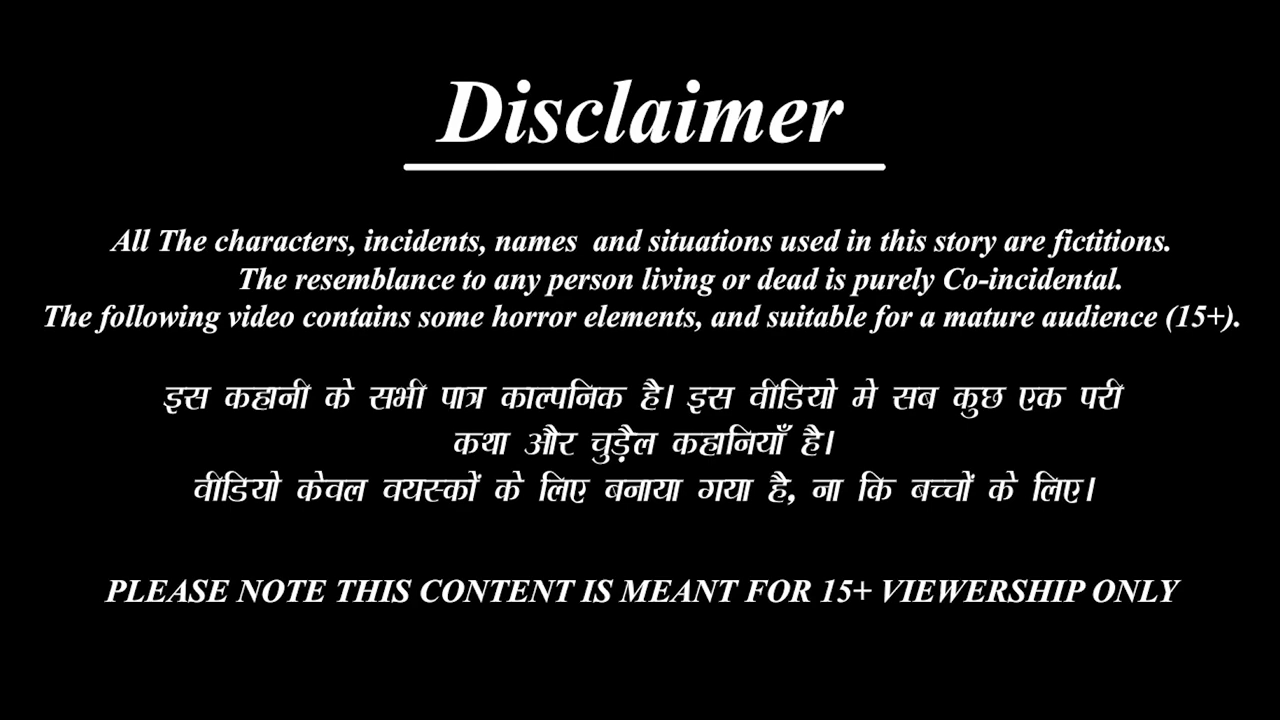 Disclaimer
All The characters, incidents, names and situations used in this story are fictitions.
The resemblance to any person living or dead is purely Co-incidental.
The following video contains some horror elements, and suitable for a mature audience (15+).
इस कहानी के सभी पात्र काल्पनिक है। इस वीडियो मे सब कुछ एक परी
कथा और चुड़ैल कहानियाँ है।
वीडियो केवल वयस्कों के लिए बनाया गया है, ना कि बच्चों के लिए।
PLEASE NOTE THIS CONTENT IS MEANT FOR 15+ VIEWERSHIP ONLY